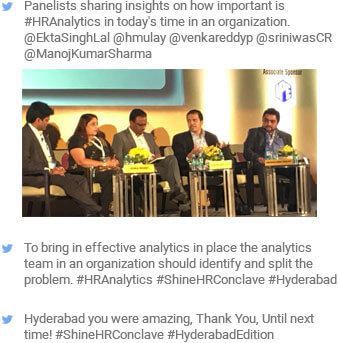 Panelists sharing insights on how important is
#HRAnalytics in today's time in an organization.
@EktaSinghLal @hmulay @venkareddyp @sriniwasCR
@ManojKumarSharma
Associate Sponsor
To bring in effective analytics in place the analytics
team in an organization should identify and split the
problem. #HRAnalytics #ShineHRConclave #Hyderabad
Hyderabad you were amazing, Thank You, Until next
time! #ShineHRConclave #HyderabadEdition